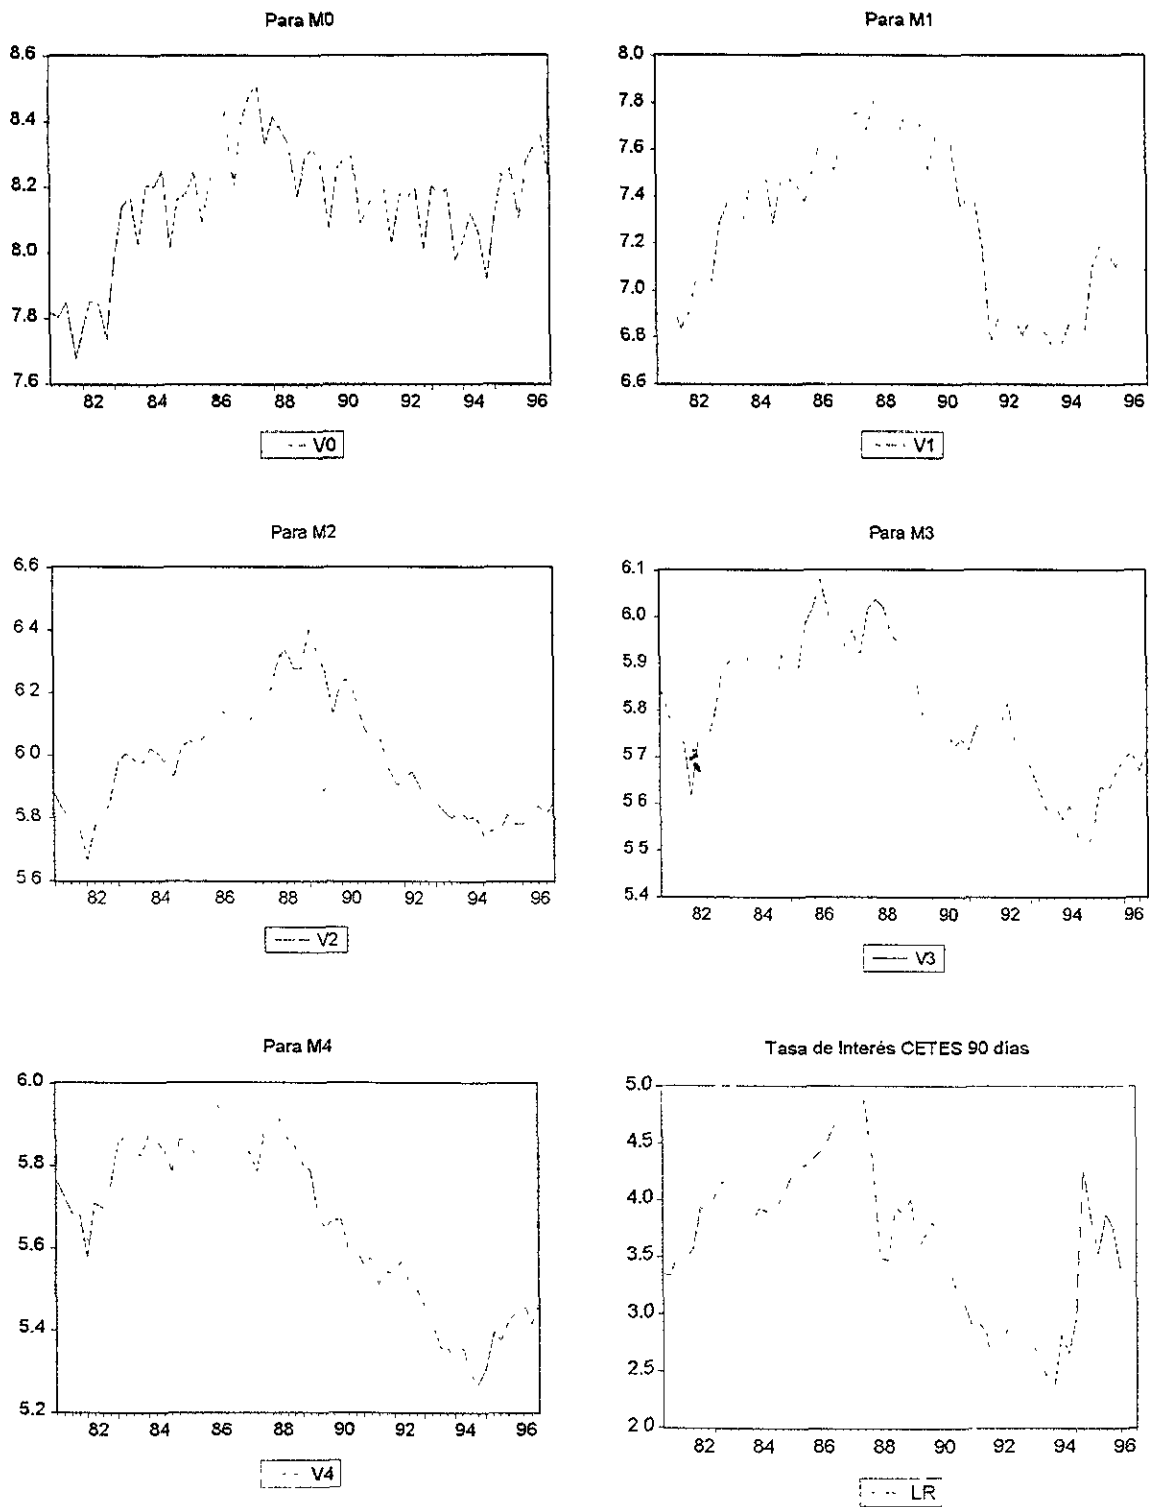 Para M0
8.6
8.4
8.2
8.0
7.8
7.6
82 84 86 88 90 92 94 96
V0
Para M1
8.0
7.8
7.6
7.4
7.2
7.0
6.8
6.6
82 84 86 88 90 92 94 96
V1
Para M2
6.6
6.4
6.2
6.0
5.8
5.6
82 84 86 88 90 92 94 96
V2
Para M3
6.1
6.0
5.9
5.8
5.7
5.6
5.5
5.4
82 84 86 88 90 92 94 96
V3
Para M4
6.0
5.8
5.6
5.4
5.2
82 84 86 88 90 92 94 96
V4
Tasa de Interés CETES 90 días
5.0
4.5
4.0
3.5
3.0
2.5
2.0
82 84 86 88 90 92 94 96
LR